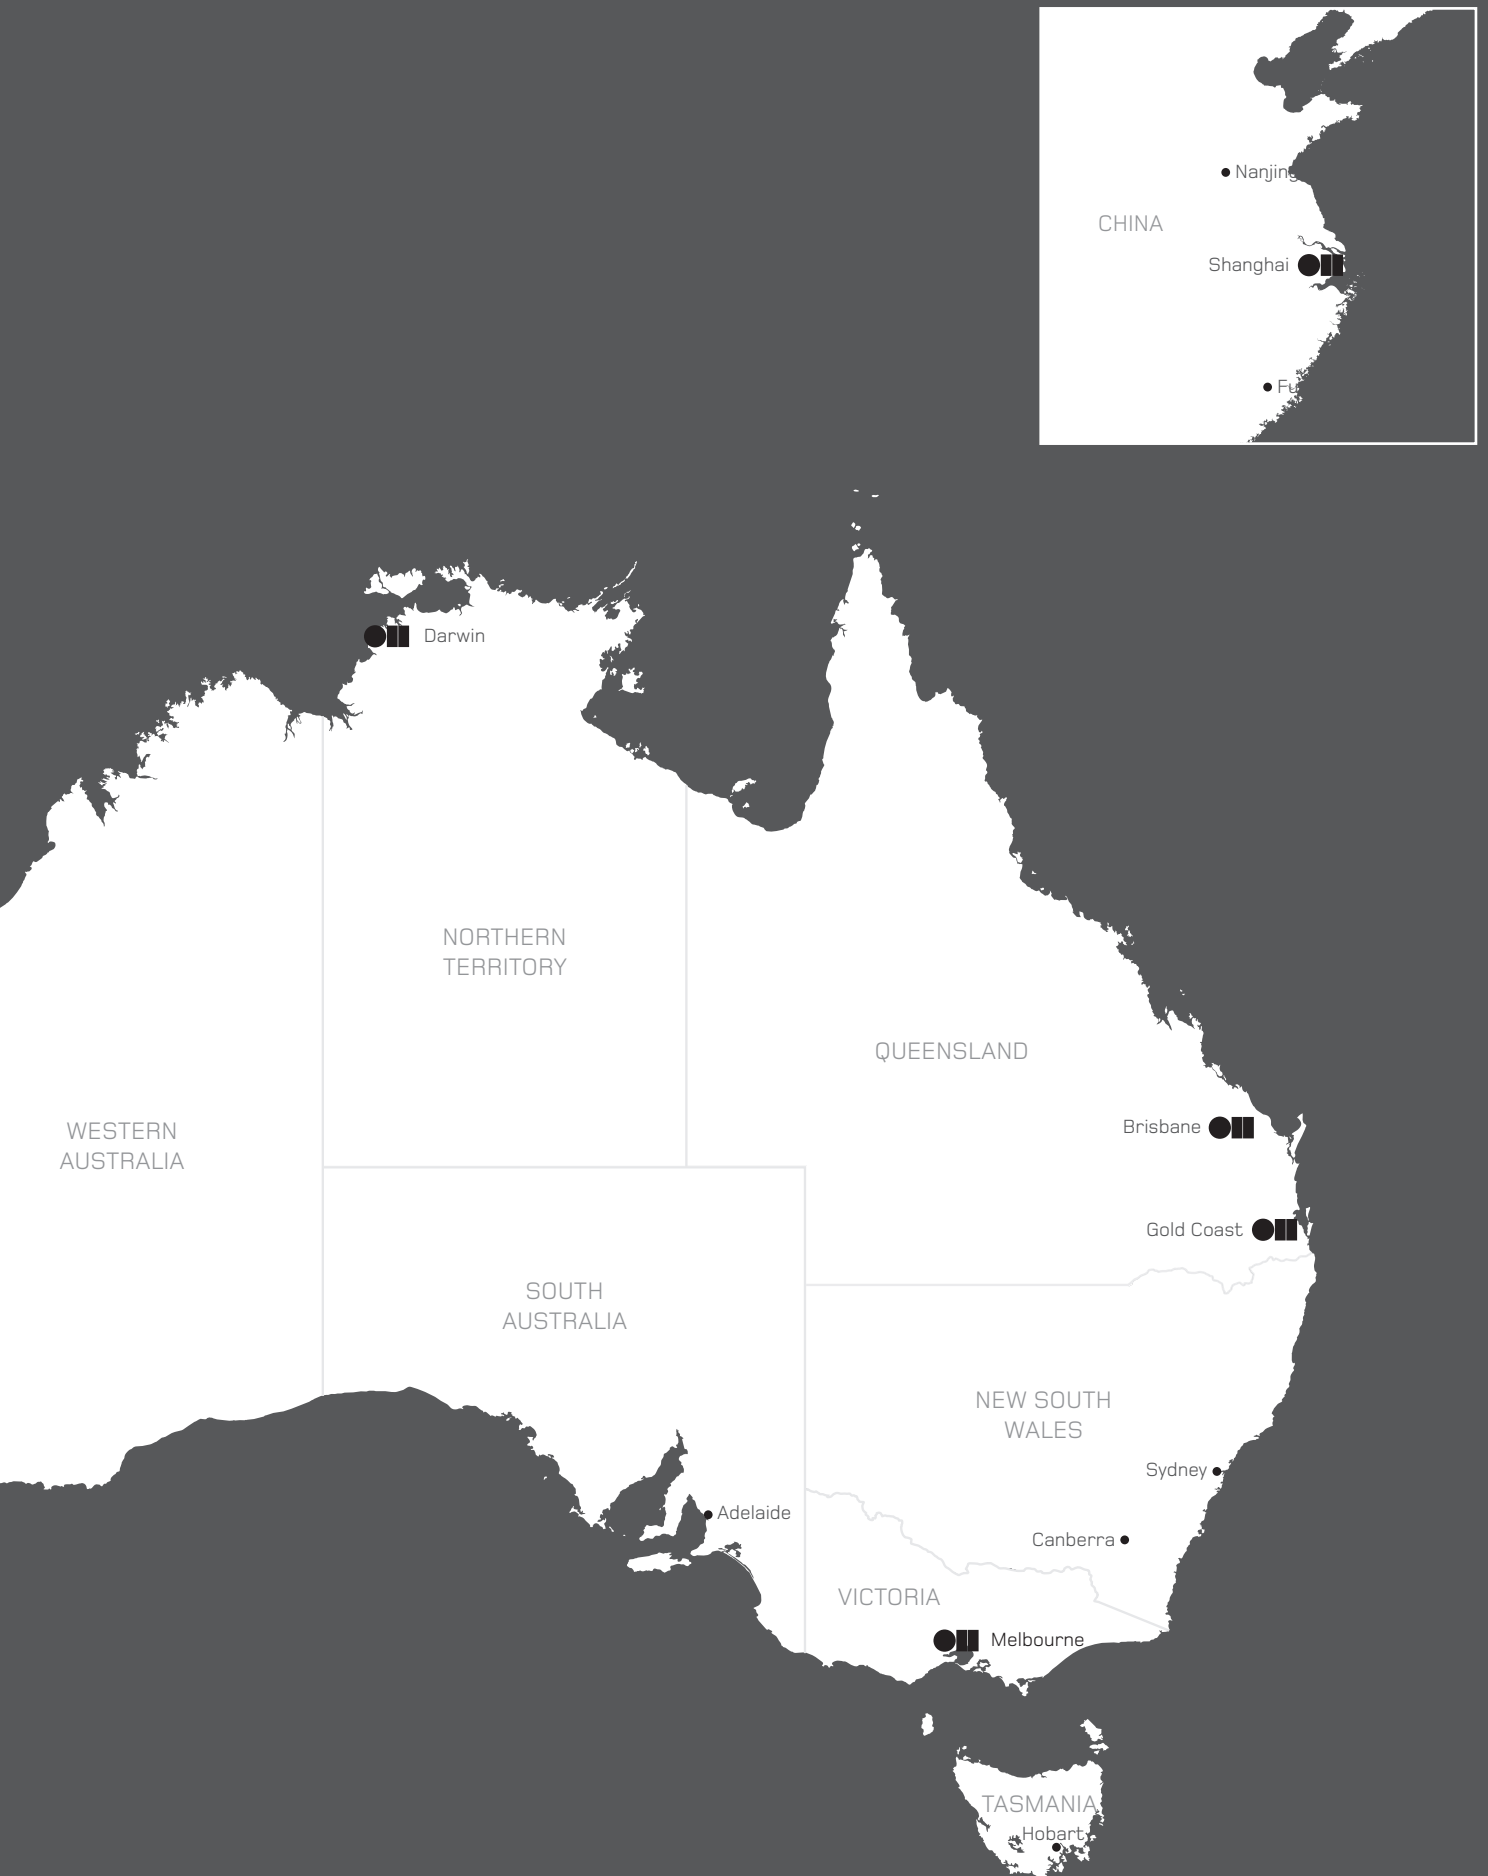 Nanjing
CHINA
Shanghai
Darwin
NORTHERN
TERRITORY
QUEENSLAND
WESTERN
AUSTRALIA
Brisbane
Gold Coast
SOUTH
AUSTRALIA
NEW SOUTH
WALES
Sydney
Adelaide
Canberra
VICTORIA
Melbourne
TASMANIA
Hobart